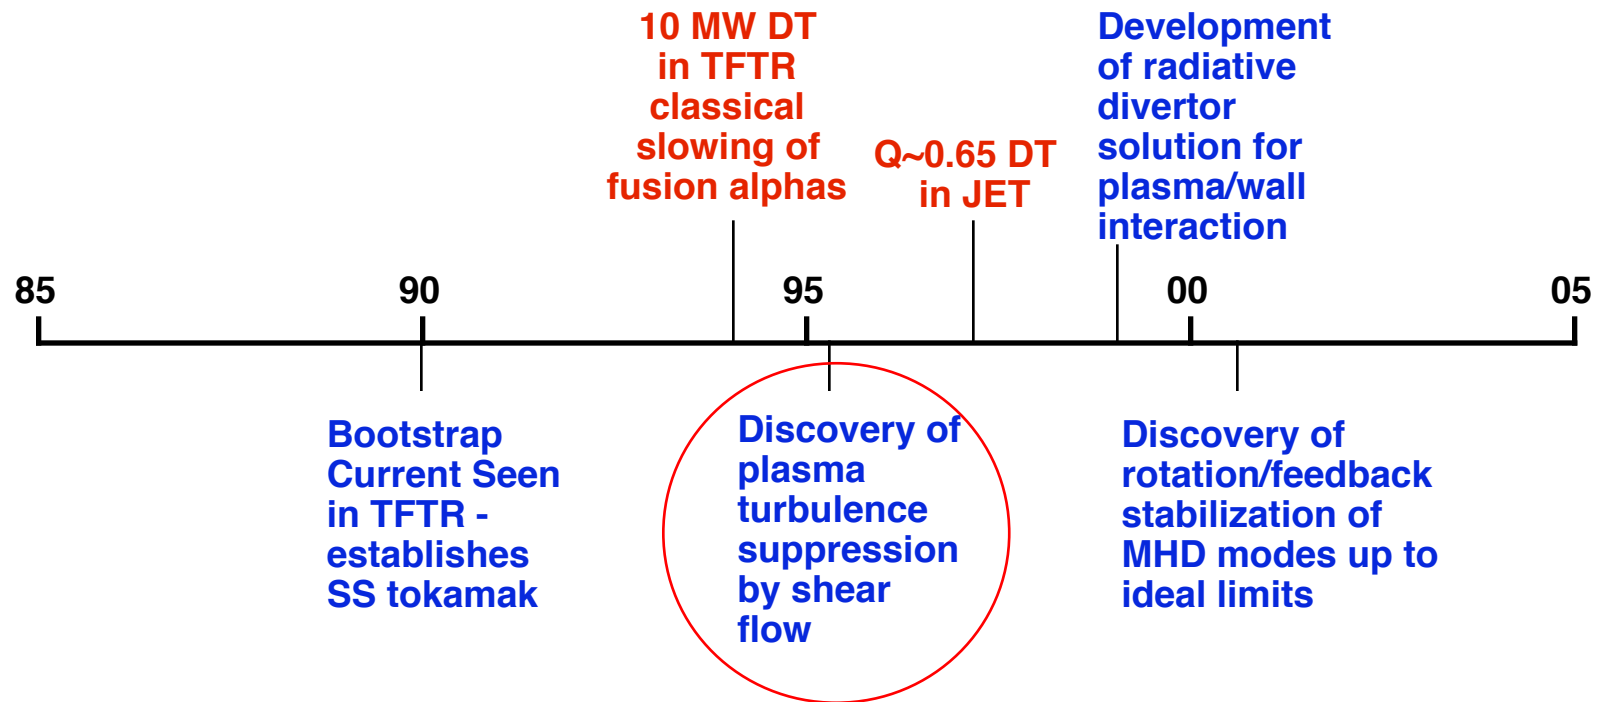 10 MW DT
in TFTR
classical
slowing of
fusion alphas
Q~0.65 DT
in JET
Development
of radiative
divertor
solution for
plasma/wall
interaction
85
90
95
00
05
Bootstrap
Current Seen
in TFTR -
establishes
SS tokamak
Discovery of
plasma
turbulence
suppression
by shear
flow
Discovery of
rotation/feedback
stabilization of
MHD modes up to
ideal limits